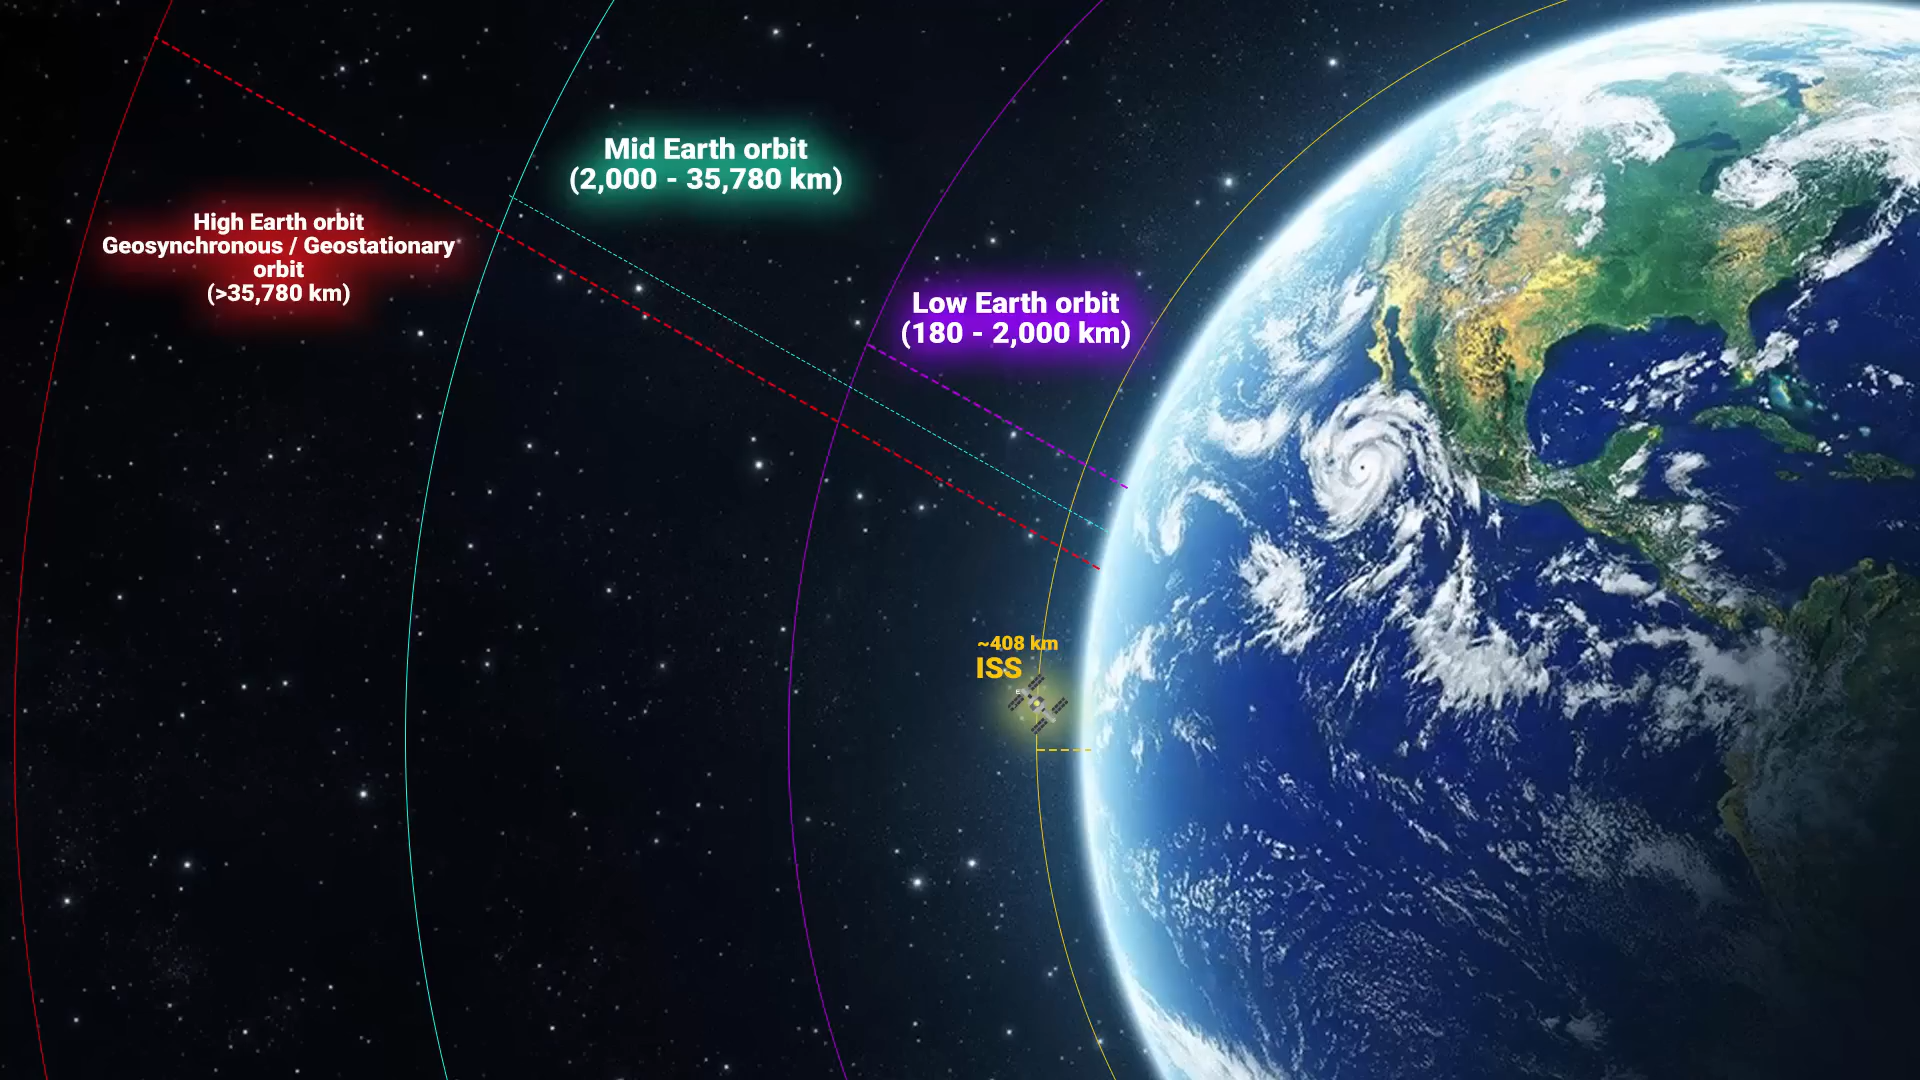 Mid Earth orbit
(2,000 - 35,780 km)
High Earth orbit
Geosynchronous / Geostationary
orbit
(>35,780 km)
Low Earth orbit
(180 - 2,000 km)
~408 km
ISS